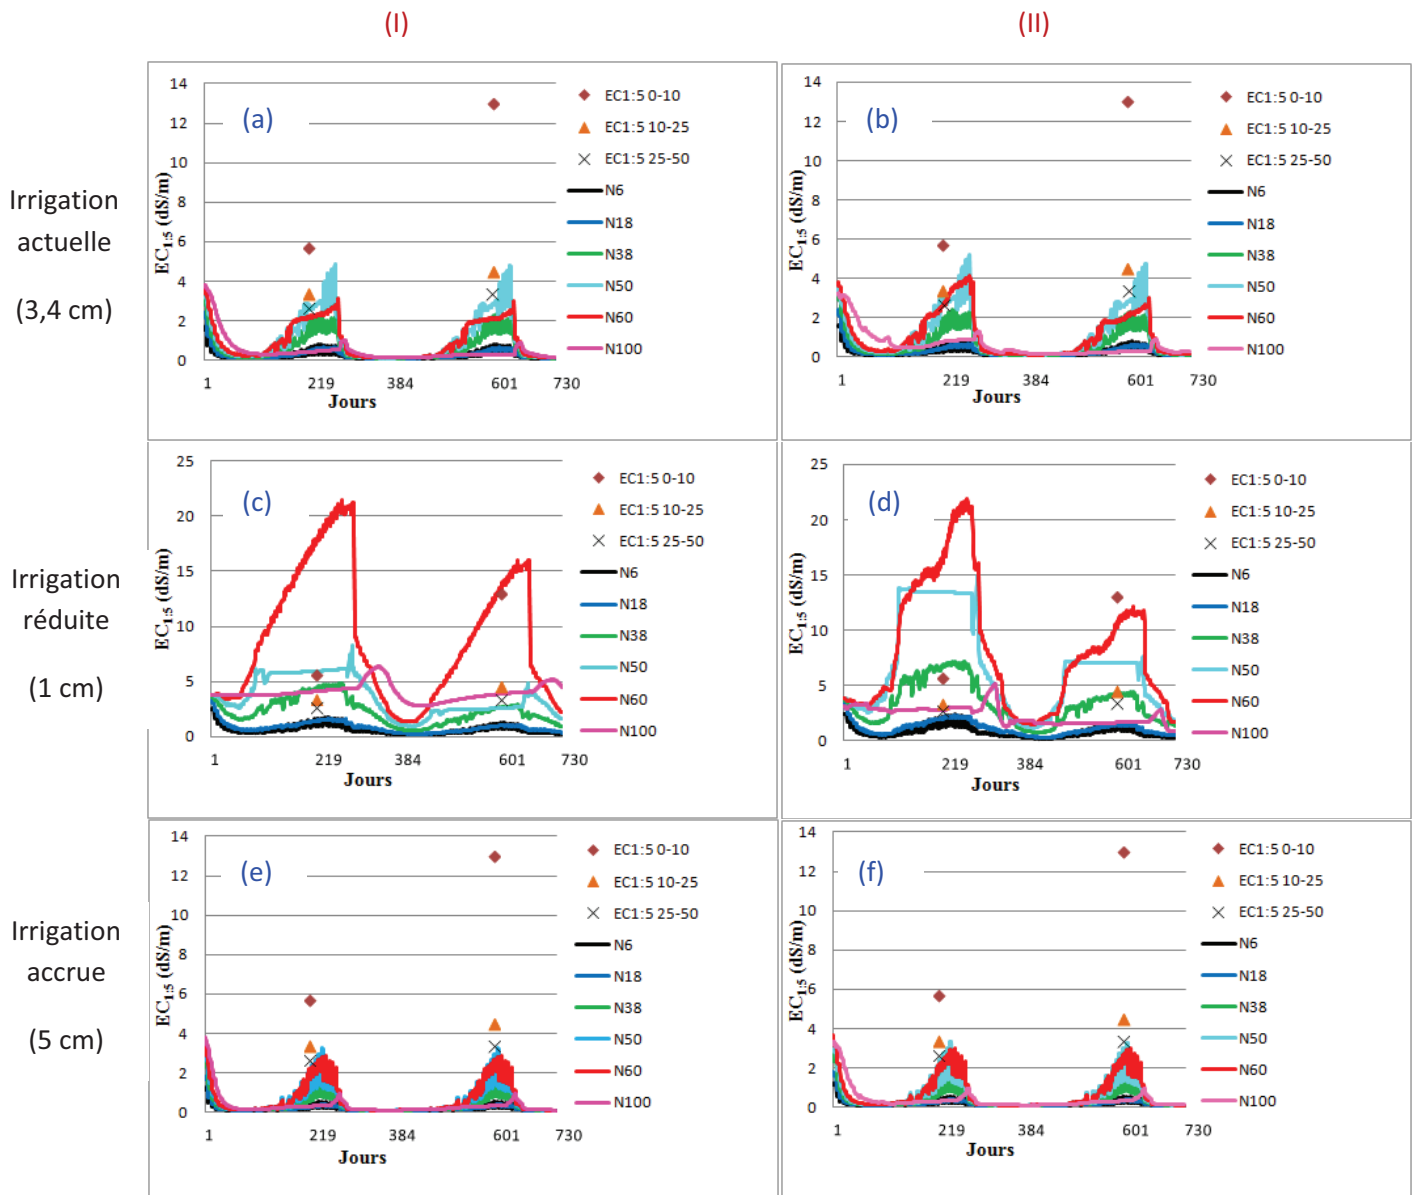 (I)
(II)
Irrigation
actuelle
(3,4 cm)
(a)
EC1:5 (dS/m)
14
12
10
8
6
4
2
0
1
219
384
601
730
Jours
EC1:5 0-10
EC1:5 10-25
EC1:5 25-50
N6
N18
N38
N50
N60
N100
(b)
EC1:5 (dS/m)
14
12
10
8
6
4
2
0
1
219
384
601
730
Jours
EC1:5 0-10
EC1:5 10-25
EC1:5 25-50
N6
N18
N38
N50
N60
N100
Irrigation
réduite
(1 cm)
(c)
EC1:5 (dS/m)
25
20
15
10
5
0
1
219
384
601
730
Jours
EC1:5 0-10
EC1:5 10-25
EC1:5 25-50
N6
N18
N38
N50
N60
N100
(d)
EC1:5 (dS/m)
25
20
15
10
5
0
1
219
384
601
730
Jours
EC1:5 0-10
EC1:5 10-25
EC1:5 25-50
N6
N18
N38
N50
N60
N100
Irrigation
accrue
(5 cm)
(e)
EC1:5 (dS/m)
14
12
10
8
6
4
2
0
1
219
384
601
730
Jours
EC1:5 0-10
EC1:5 10-25
EC1:5 25-50
N6
N18
N38
N50
N60
N100
(f)
EC1:5 (dS/m)
14
12
10
8
6
4
2
0
1
219
384
601
730
Jours
EC1:5 0-10
EC1:5 10-25
EC1:5 25-50
N6
N18
N38
N50
N60
N100